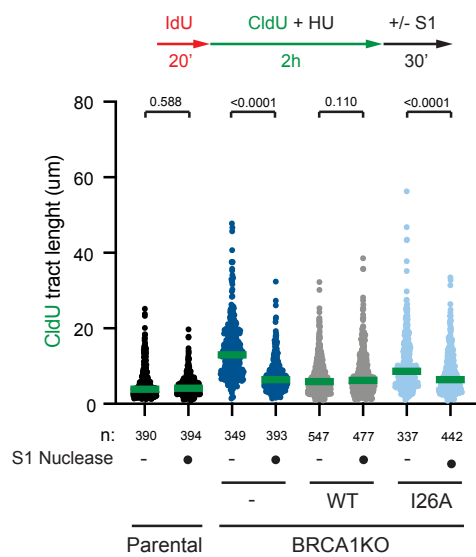 IdU CldU + HU +/- S1
20' 2h 30'
80
60
40
20
0
CldU tract lenght (um)
0.588 <0.0001 0.110 <0.0001
n: 390 394 349 393 547 477 337 442
S1 Nuclease - ● - ● - ● - ●
- WT I26A
Parental BRCA1KO